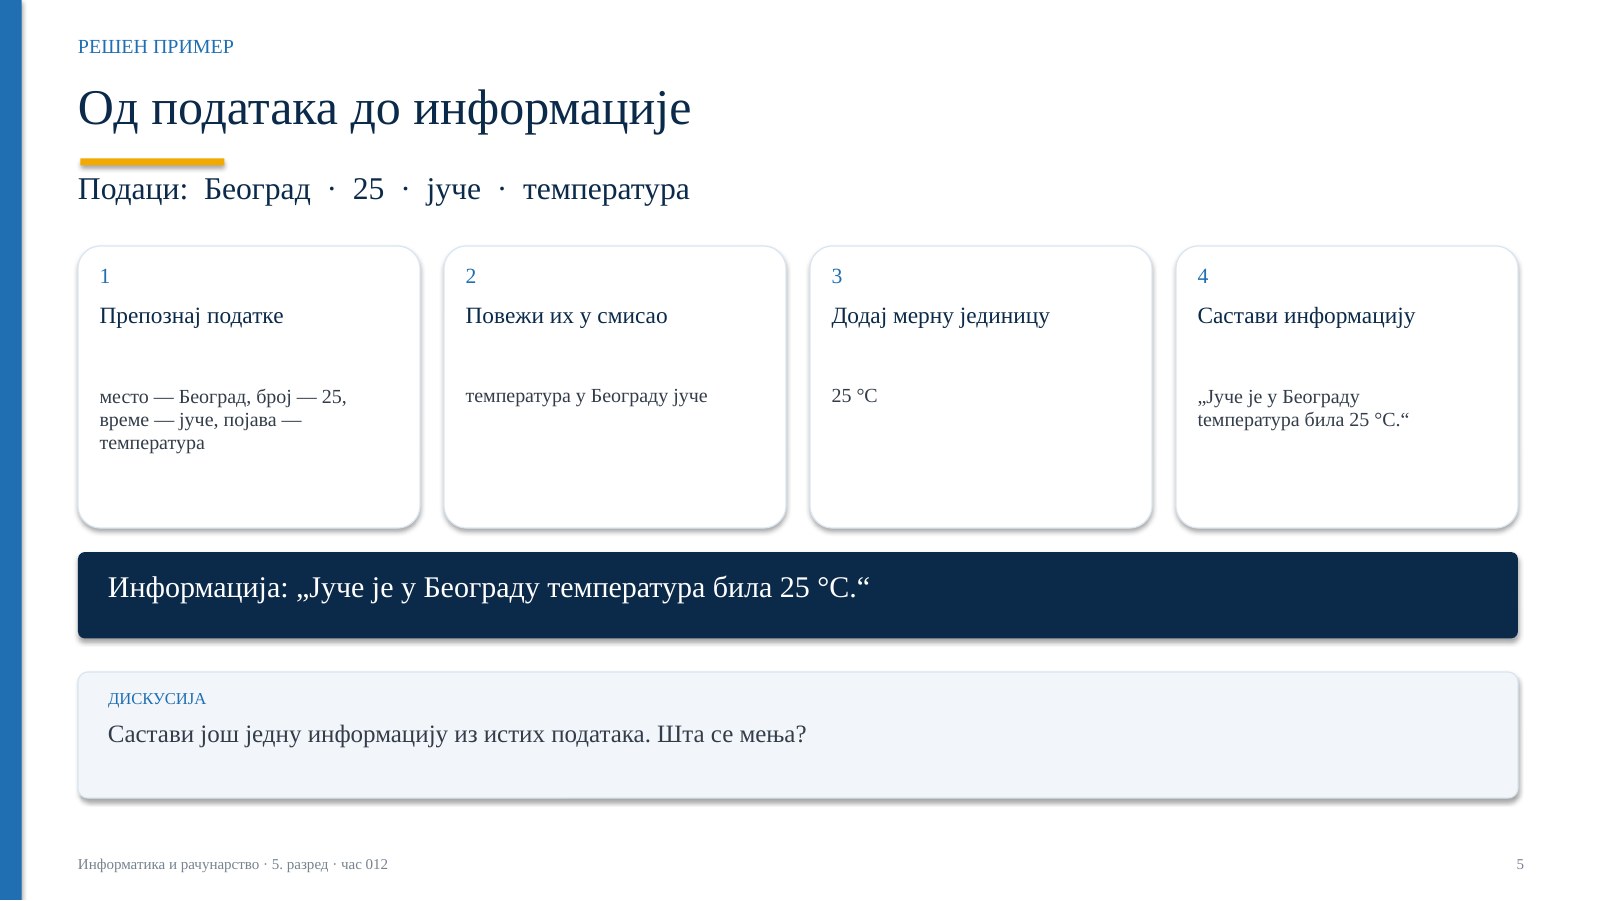 РЕШЕН ПРИМЕР
Од података до информације
Подаци: Београд · 25 · јуче · температура
1
Препознај податке
место — Београд, број — 25,
време — јуче, појава —
температура
2
Повежи их у смисао
температура у Београду јуче
3
Додај мерну јединицу
25 °C
4
Састави информацију
„Јуче је у Београду
tемпература била 25 °C.“
Информација: „Јуче је у Београду температура била 25 °C.“
ДИСКУСИЈА
Састави још једну информацију из истих података. Шта се мења?
Информатика и рачунарство · 5. разред · час 012
5